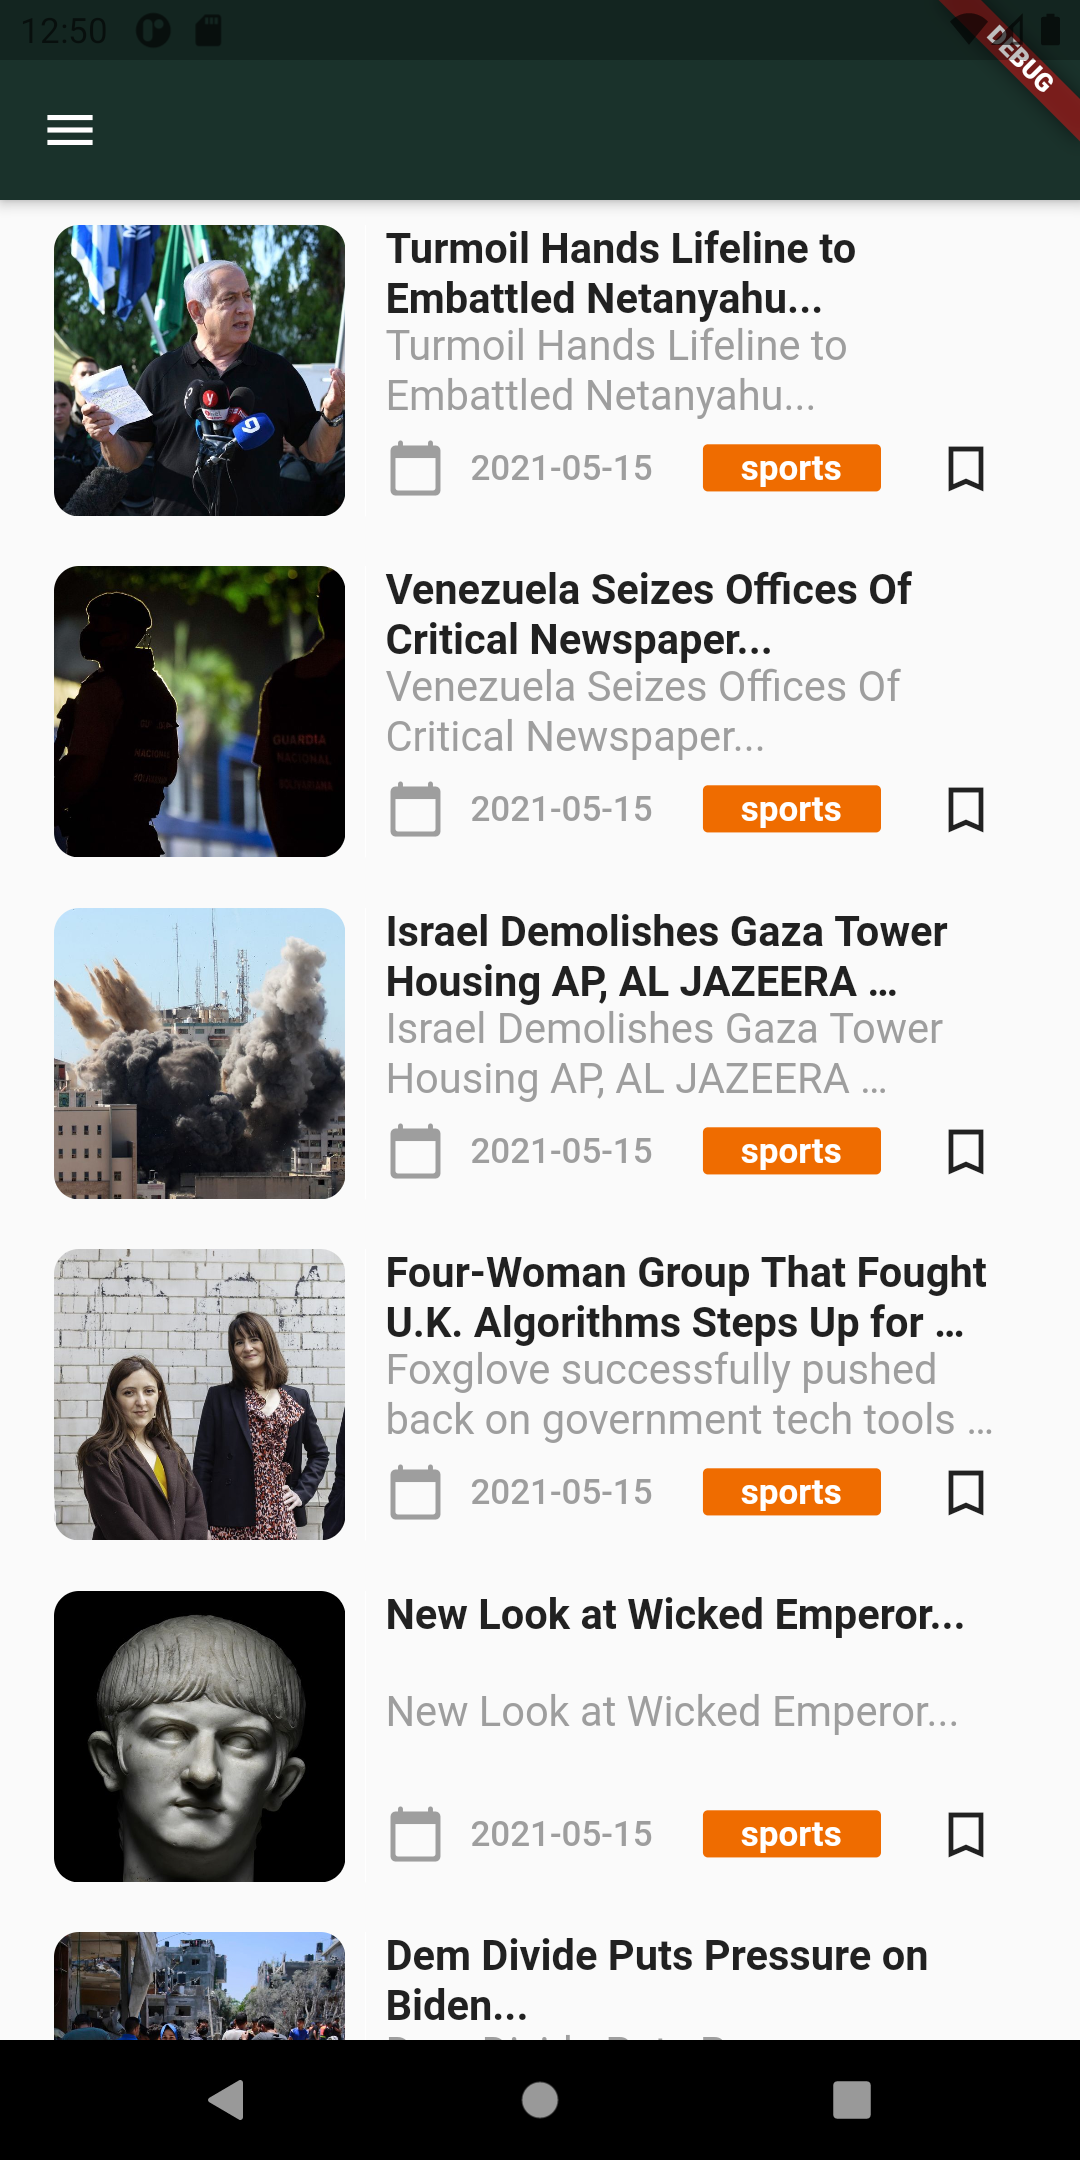 12:50
DEBUG
Turmoil Hands Lifeline to
Embattled Netanyahu...
Turmoil Hands Lifeline to
Embattled Netanyahu...
2021-05-15
sports
Venezuela Seizes Offices Of
Critical Newspaper...
Venezuela Seizes Offices Of
Critical Newspaper...
GUARDIA
NACIONAL
BOLIVARIANA
NACIONAL
2021-05-15
sports
Israel Demolishes Gaza Tower
Housing AP, AL JAZEERA ...
Israel Demolishes Gaza Tower
Housing AP, AL JAZEERA ...
2021-05-15
sports
Four-Woman Group That Fought
U.K. Algorithms Steps Up for ...
Foxglove successfully pushed
back on government tech tools ...
2021-05-15
sports
New Look at Wicked Emperor...
New Look at Wicked Emperor...
2021-05-15
sports
Dem Divide Puts Pressure on
Biden...